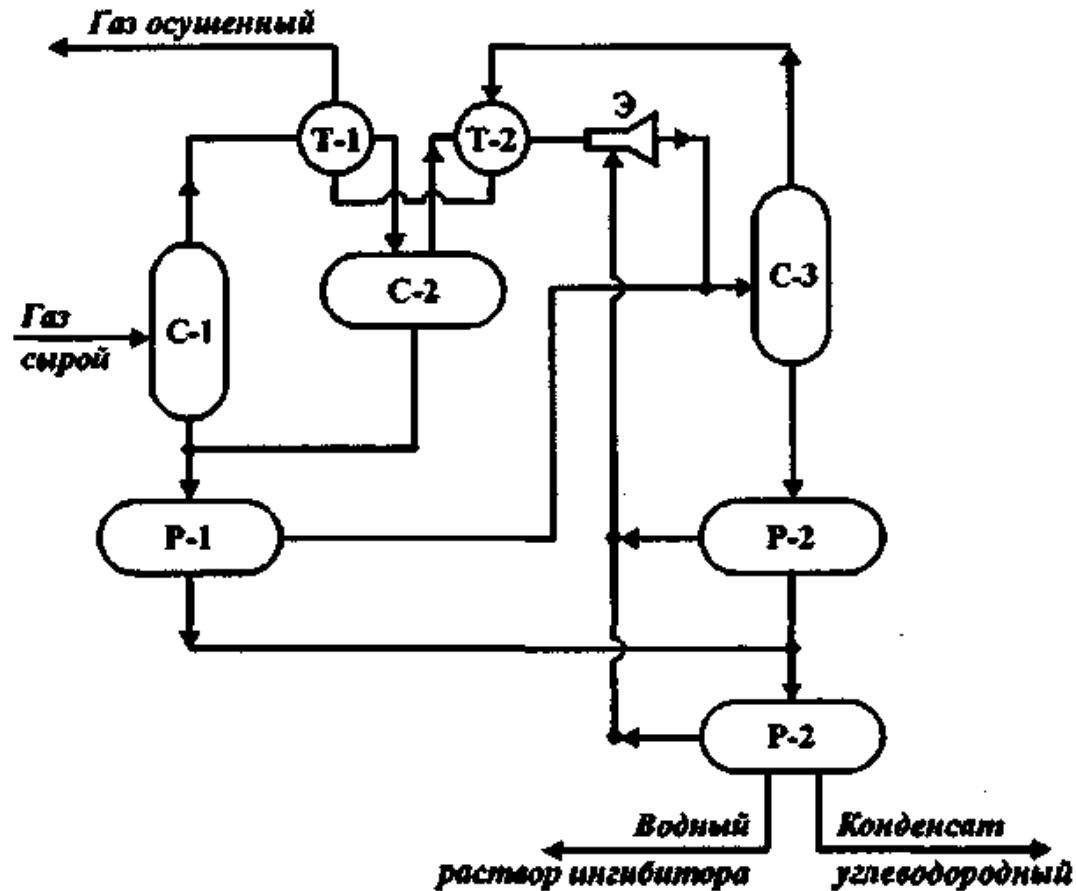 Газ осушенный
Э
Т-1
Т-2
С-3
С-2
Газ
сырой
С-1
Р-1
Р-2
Р-2
Водный
раствор ингибитора
Конденсат
углеводородный